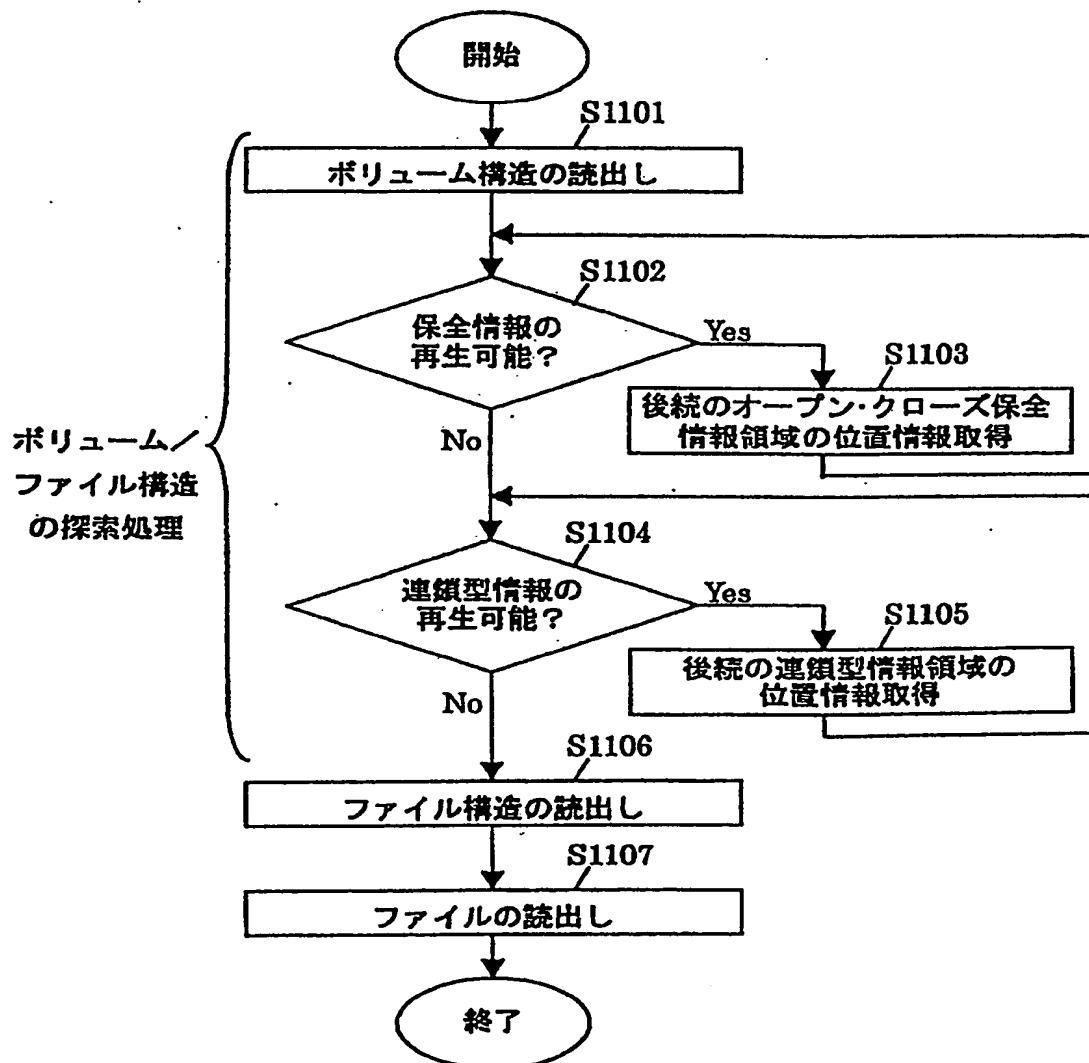 開始
S1101
ボリューム構造の読出し
S1102
保全情報の
再生可能?
Yes
S1103
後続のオープン・クローズ保全
情報領域の位置情報取得
No
ボリューム/
ファイル構造
の探索処理
S1104
連鎖型情報の
再生可能?
Yes
S1105
後続の連鎖型情報領域の
位置情報取得
No
S1106
ファイル構造の読出し
S1107
ファイルの読出し
終了